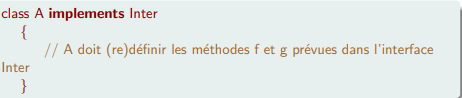 class A implements Inter
{
// A doit (re)définir les méthodes f et g prévues dans l'interface
Inter
}